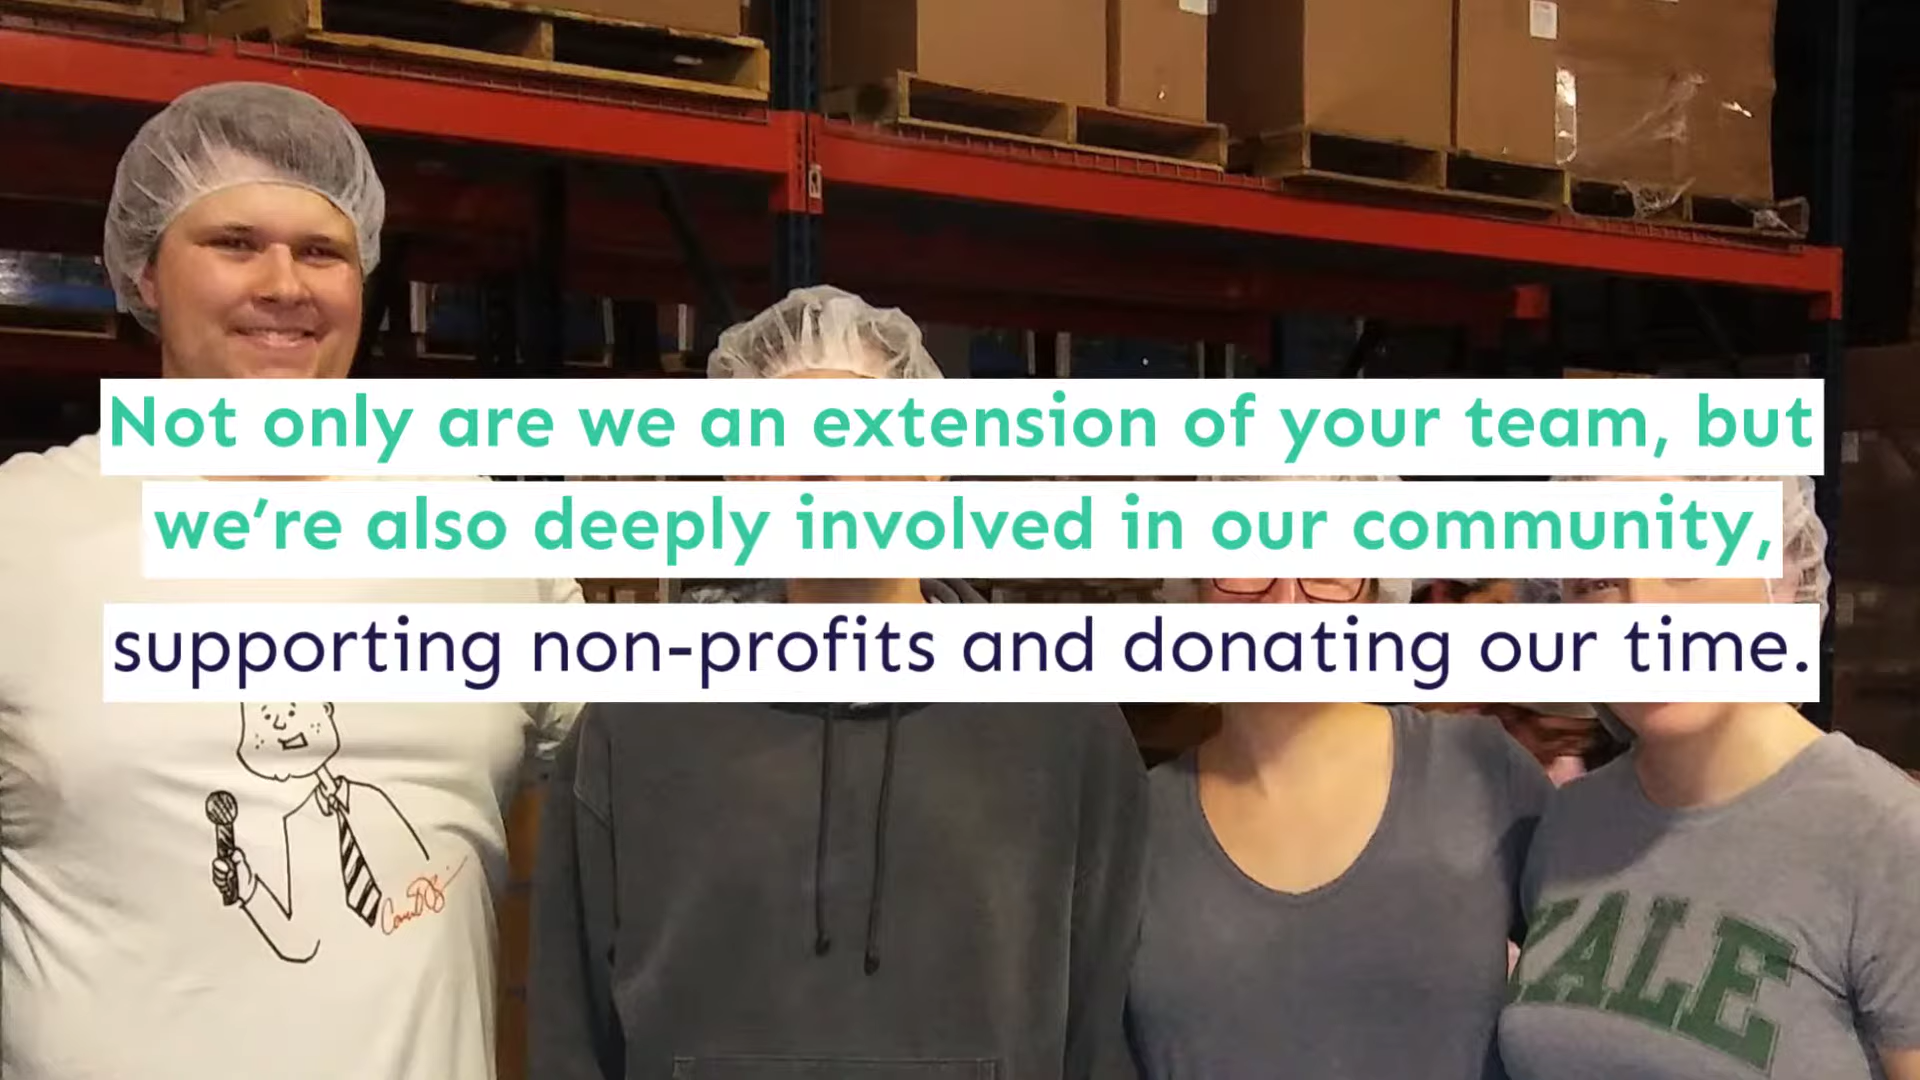 Not only are we an extension of your team, but
we’re also deeply involved in our community,
supporting non-profits and donating our time.
YALE